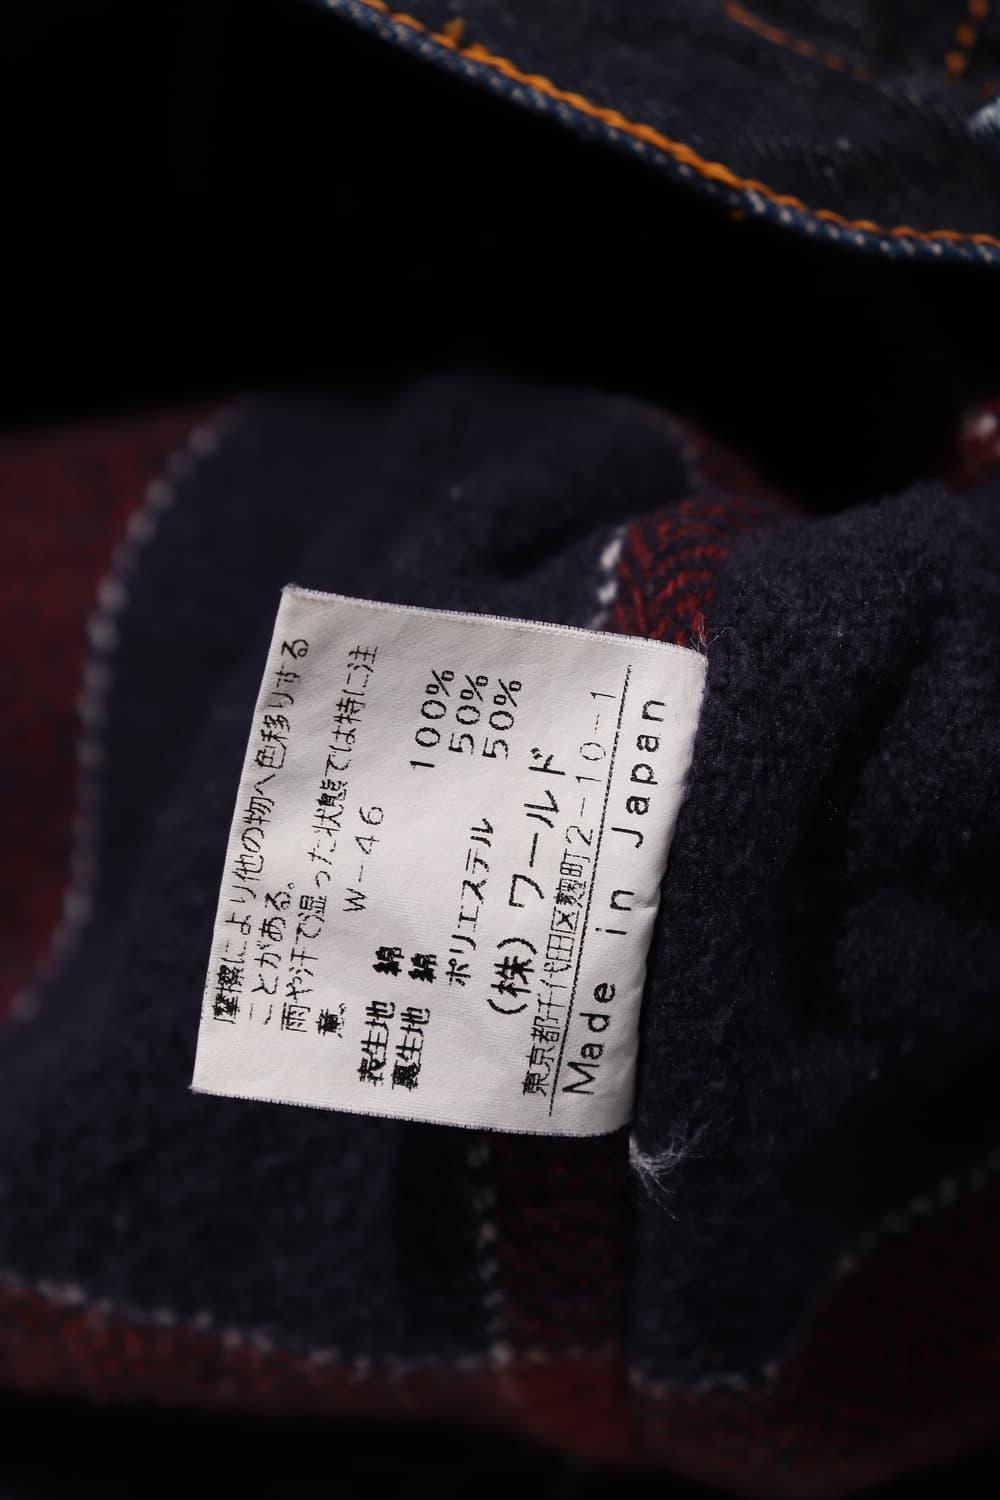 摩擦により他の物へ色移りする
ことがある。
雨や汗で湿った状態では特に注
意。
W-46
表生地 綿 100%
裏生地 綿 50%
ポリエステル 50%
(株)ワールド
東京都千代田区麴町2-10-1
Made in Japan